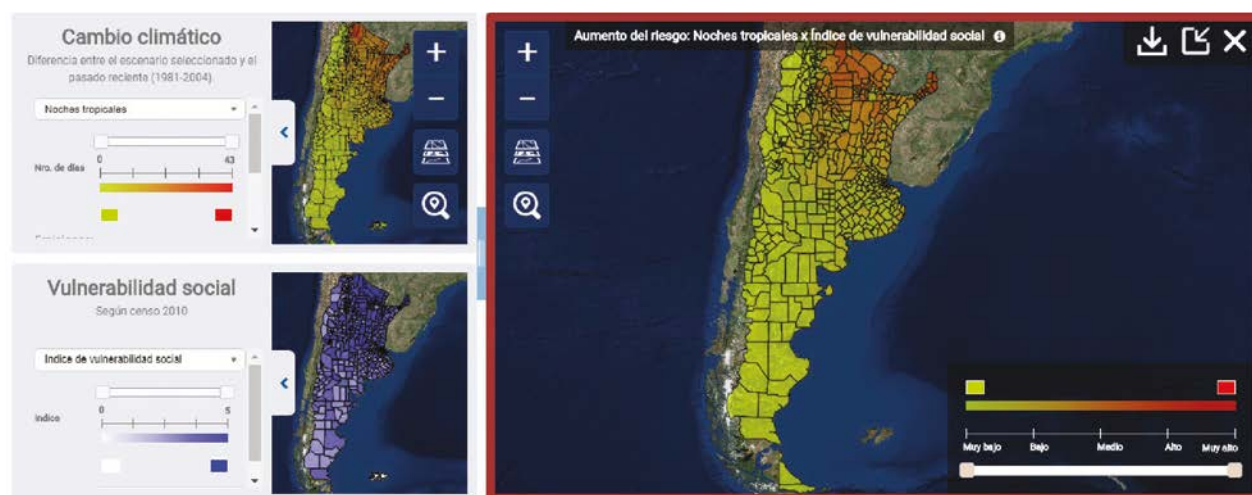 Cambio climático
Diferencia entre el escenario seleccionado y el
pasado reciente (1981-2004).
Noches tropicales
0 43
Nro. de días
Vulnerabilidad social
Según censo 2010
Indice de vulnerabilidad social
0 5
Indice
Aumento del riesgo: Noches tropicales x Índice de vulnerabilidad social
Muy bajo Bajo Medio Alto Muy alto